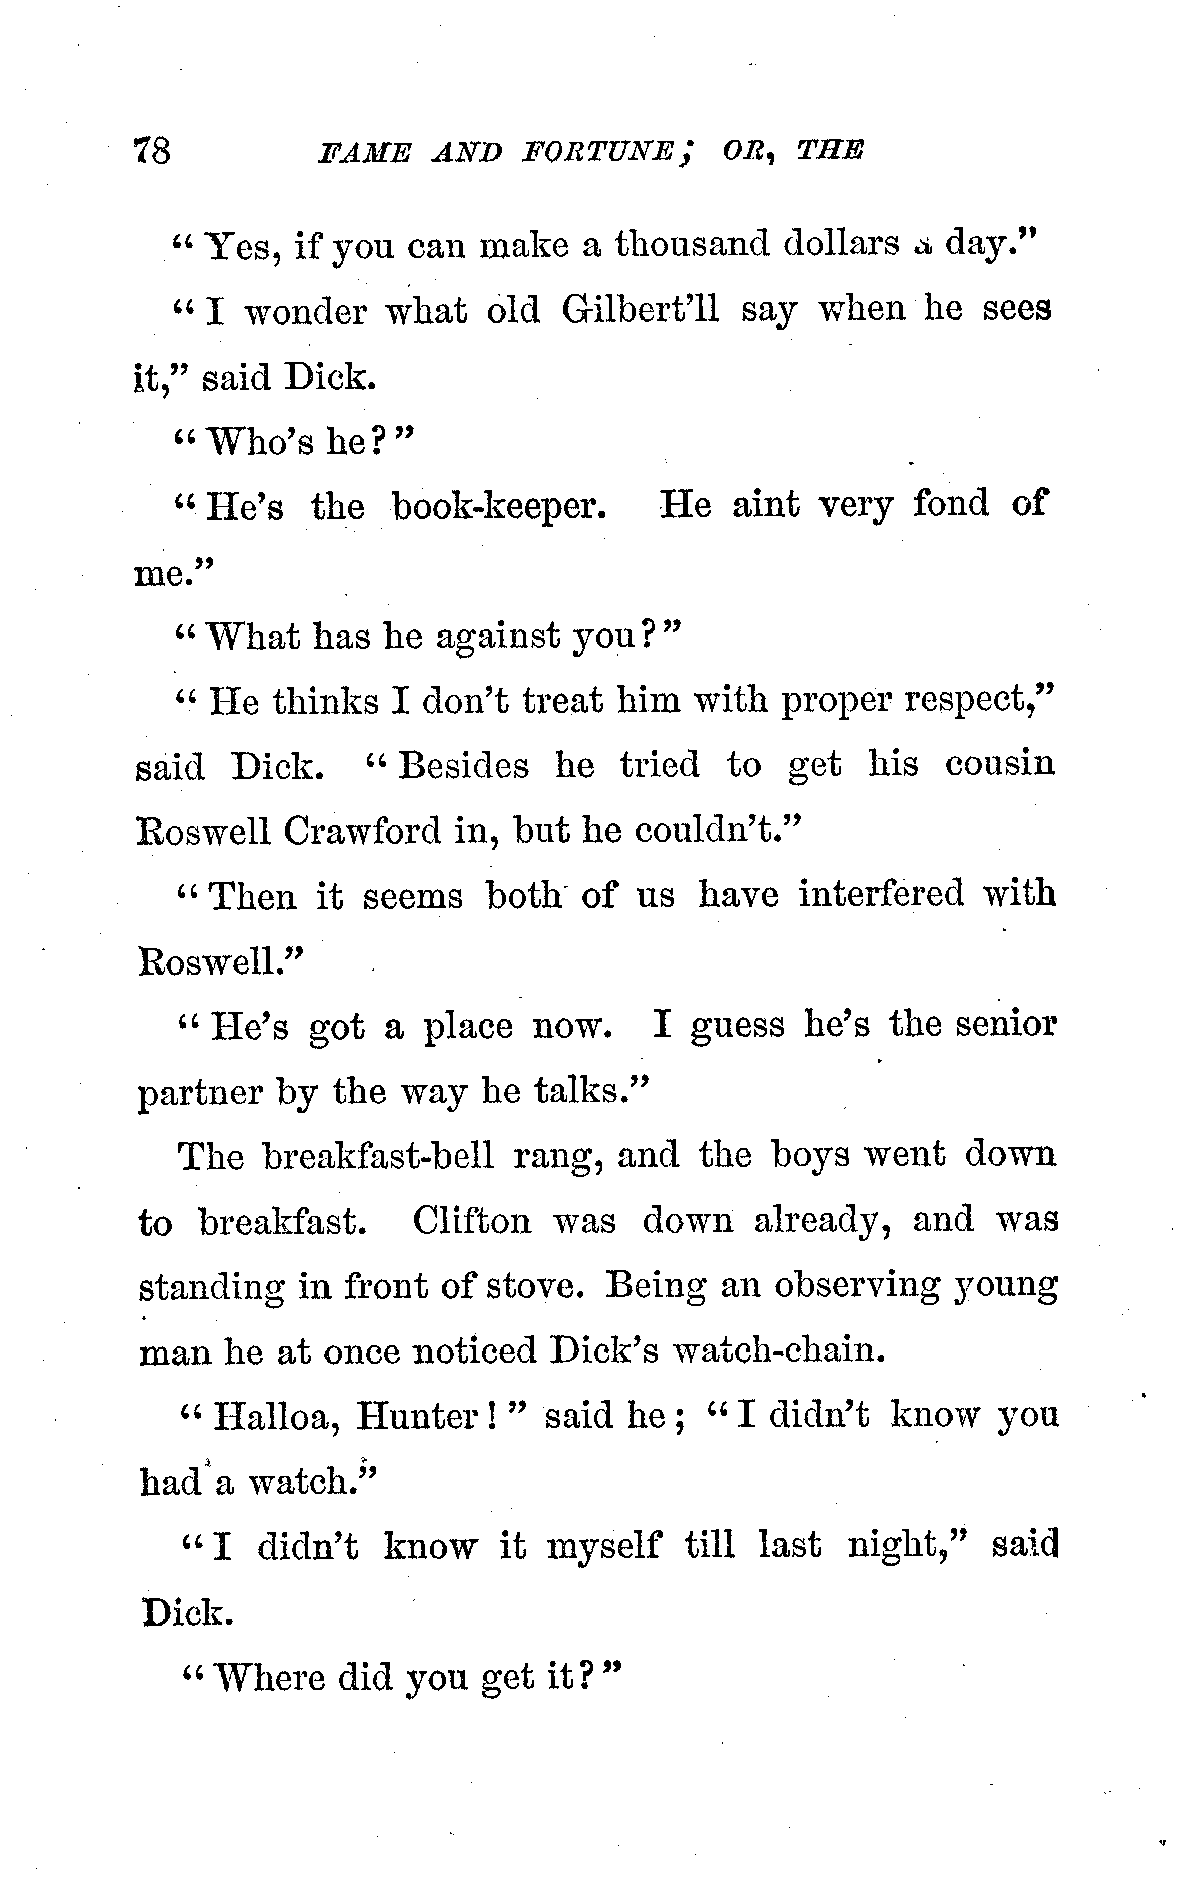 78 FAME AND FORTUNE; OR, THE
"Yes, if you can make a thousand dollars a day."
"I wonder what old Gilbert'll say when he sees
it," said Dick.
"Who's he?"
"He's the book-keeper. He aint very fond of
me."
"What has he against you?"
"He thinks I don't treat him with proper respect,"
said Dick. "Besides he tried to get his cousin
Roswell Crawford in, but he couldn't."
"Then it seems both of us have interfered with
Roswell."
"He's got a place now. I guess he's the senior
partner by the way he talks."
The breakfast-bell rang, and the boys went down
to breakfast. Clifton was down already, and was
standing in front of stove. Being an observing young
man he at once noticed Dick's watch-chain.
"Halloa, Hunter!" said he; "I didn't know you
had a watch."
"I didn't know it myself till last night," said
Dick.
"Where did you get it?"